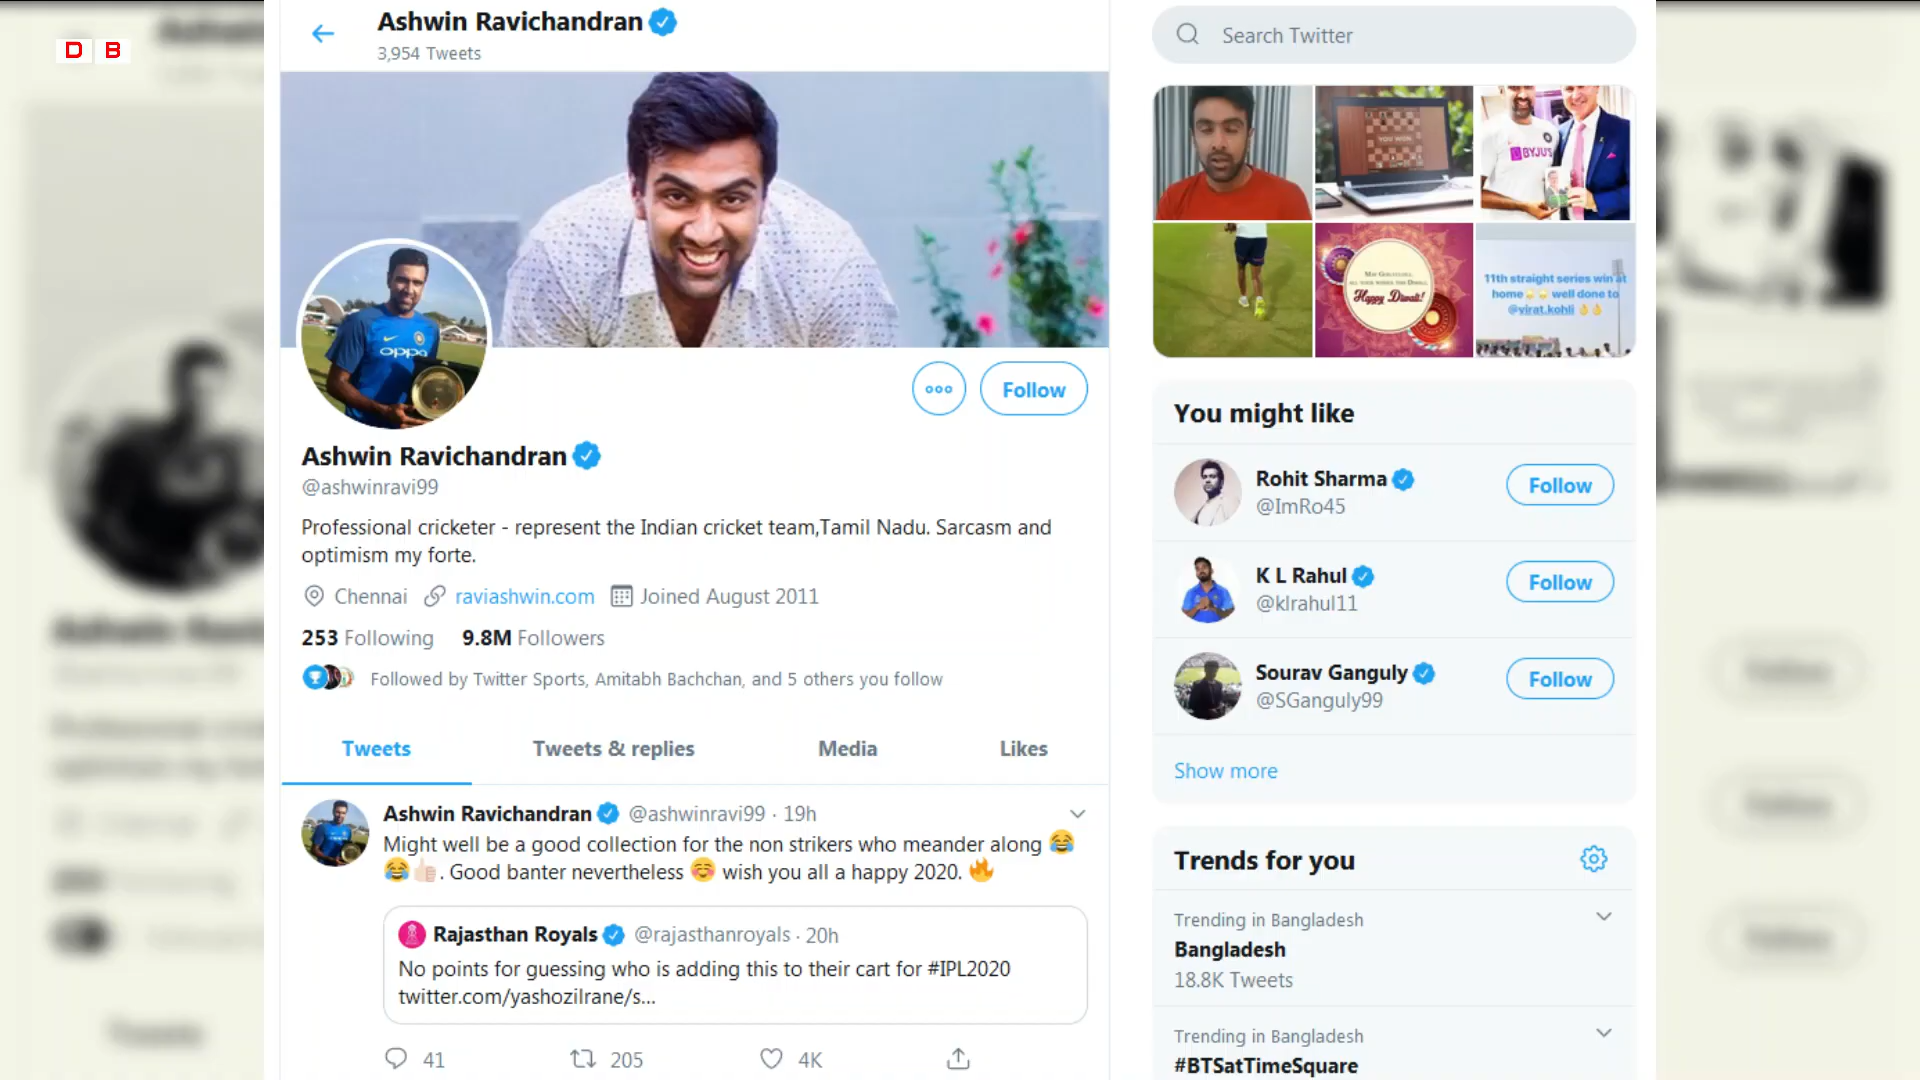 D B
Ashwin Ravichandran
3,954 Tweets
Search Twitter
oppo
YOU WON
BYJU'S
Happy Diwali!
11th straight series win at
home well done to
@virat.kohli
Follow
Ashwin Ravichandran
@ashwinravi99
Professional cricketer - represent the Indian cricket team,Tamil Nadu. Sarcasm and
optimism my forte.
Chennai raviashwin.com Joined August 2011
253 Following 9.8M Followers
Followed by Twitter Sports, Amitabh Bachchan, and 5 others you follow
Tweets Tweets & replies Media Likes
Ashwin Ravichandran @ashwinravi99 · 19h
Might well be a good collection for the non strikers who meander along 😂
😂👍🏻. Good banter nevertheless ☺️ wish you all a happy 2020. 🔥
Rajasthan Royals @rajasthanroyals · 20h
No points for guessing who is adding this to their cart for #IPL2020
twitter.com/yashozilrane/s...
41 205 4K
You might like
Rohit Sharma
@ImRo45
Follow
K L Rahul
@klrahul11
Follow
Sourav Ganguly
@SGanguly99
Follow
Show more
Trends for you
Trending in Bangladesh
Bangladesh
18.8K Tweets
Trending in Bangladesh
#BTSatTimeSquare